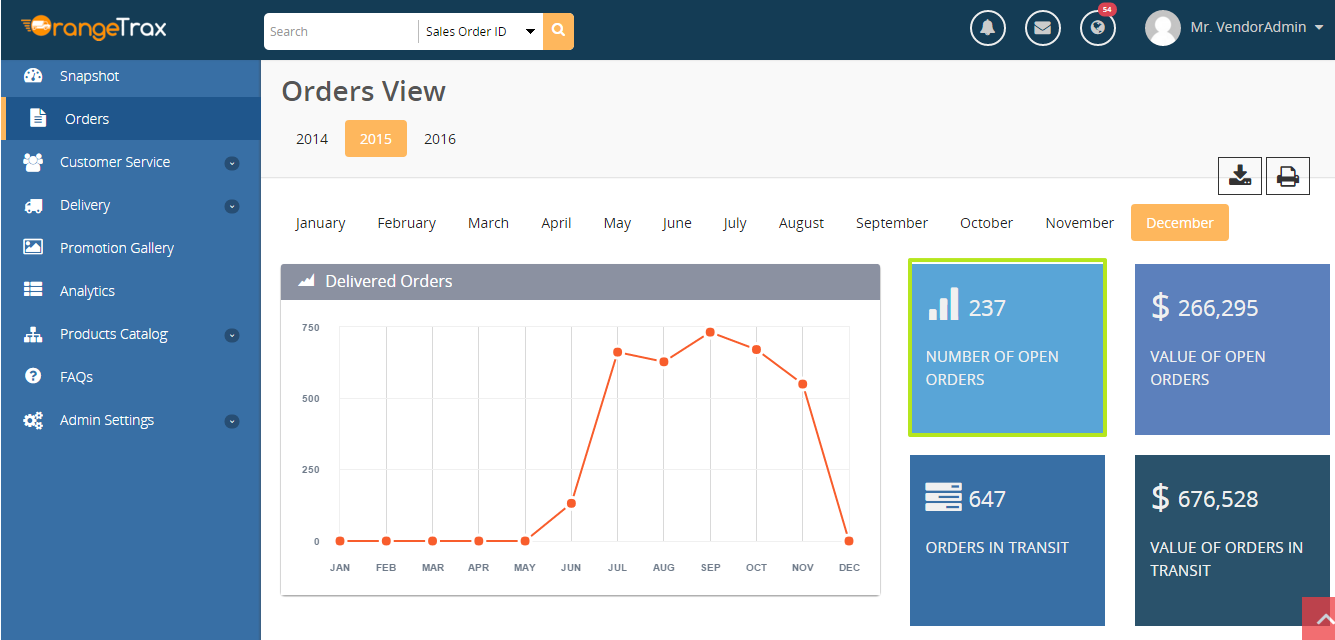 OrangeTrax
Search
Sales Order ID
54
Mr. VendorAdmin
Snapshot
Orders
Customer Service
Delivery
Promotion Gallery
Analytics
Products Catalog
FAQs
Admin Settings
Orders View
2014 2015 2016
January February March April May June July August September October November December
Delivered Orders
750
500
250
0
JAN FEB MAR APR MAY JUN JUL AUG SEP OCT NOV DEC
237
NUMBER OF OPEN
ORDERS
$ 266,295
VALUE OF OPEN
ORDERS
647
ORDERS IN TRANSIT
$ 676,528
VALUE OF ORDERS IN
TRANSIT